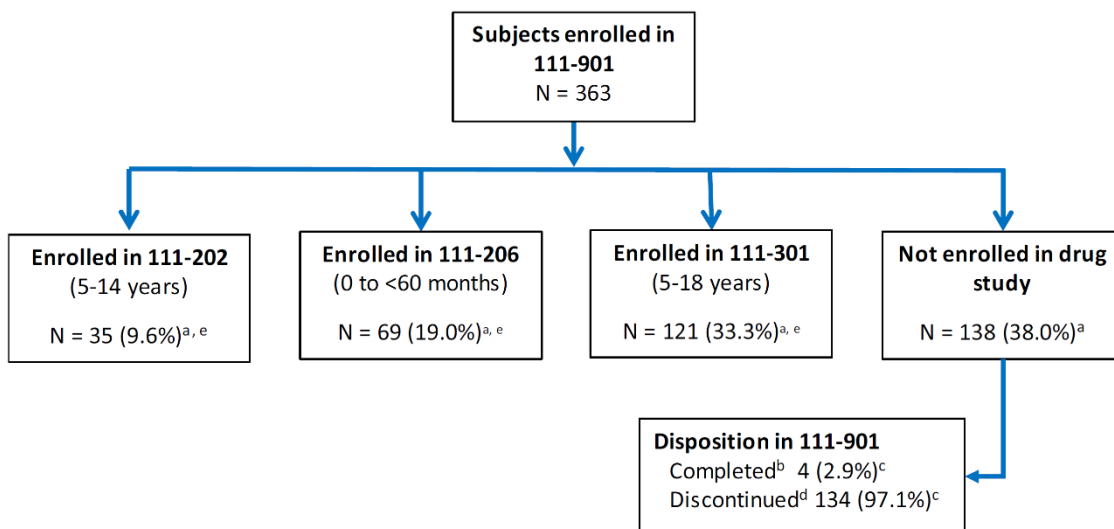 Subjects enrolled in
111-901
N = 363
Enrolled in 111-202
(5-14 years)
N = 35 (9.6%)a, e
Enrolled in 111-206
(0 to <60 months)
N = 69 (19.0%)a, e
Enrolled in 111-301
(5-18 years)
N = 121 (33.3%)a, e
Not enrolled in drug
study
N = 138 (38.0%)a
Disposition in 111-901
Completedb 4 (2.9%)c
Discontinuedd 134 (97.1%)c